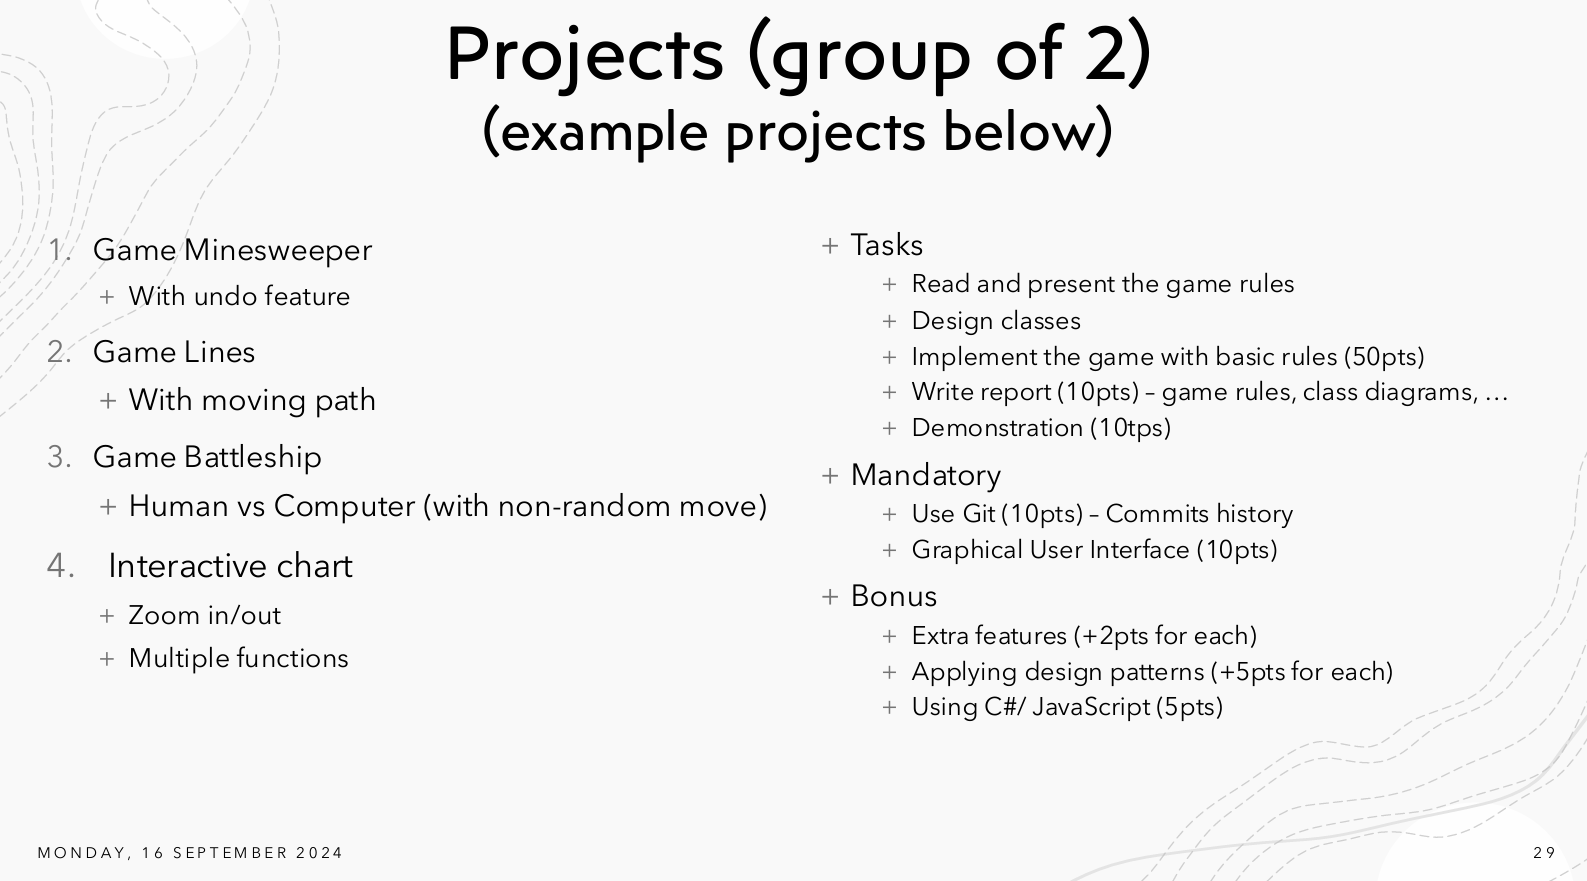 Projects (group of 2)
(example projects below)
1. Game Minesweeper
+ With undo feature
2. Game Lines
+ With moving path
3. Game Battleship
+ Human vs Computer (with non-random move)
4. Interactive chart
+ Zoom in/out
+ Multiple functions
+ Tasks
+ Read and present the game rules
+ Design classes
+ Implement the game with basic rules (50pts)
+ Write report (10pts) – game rules, class diagrams, …
+ Demonstration (10tps)
+ Mandatory
+ Use Git (10pts) – Commits history
+ Graphical User Interface (10pts)
+ Bonus
+ Extra features (+2pts for each)
+ Applying design patterns (+5pts for each)
+ Using C#/ JavaScript (5pts)
MONDAY, 16 SEPTEMBER 2024
29